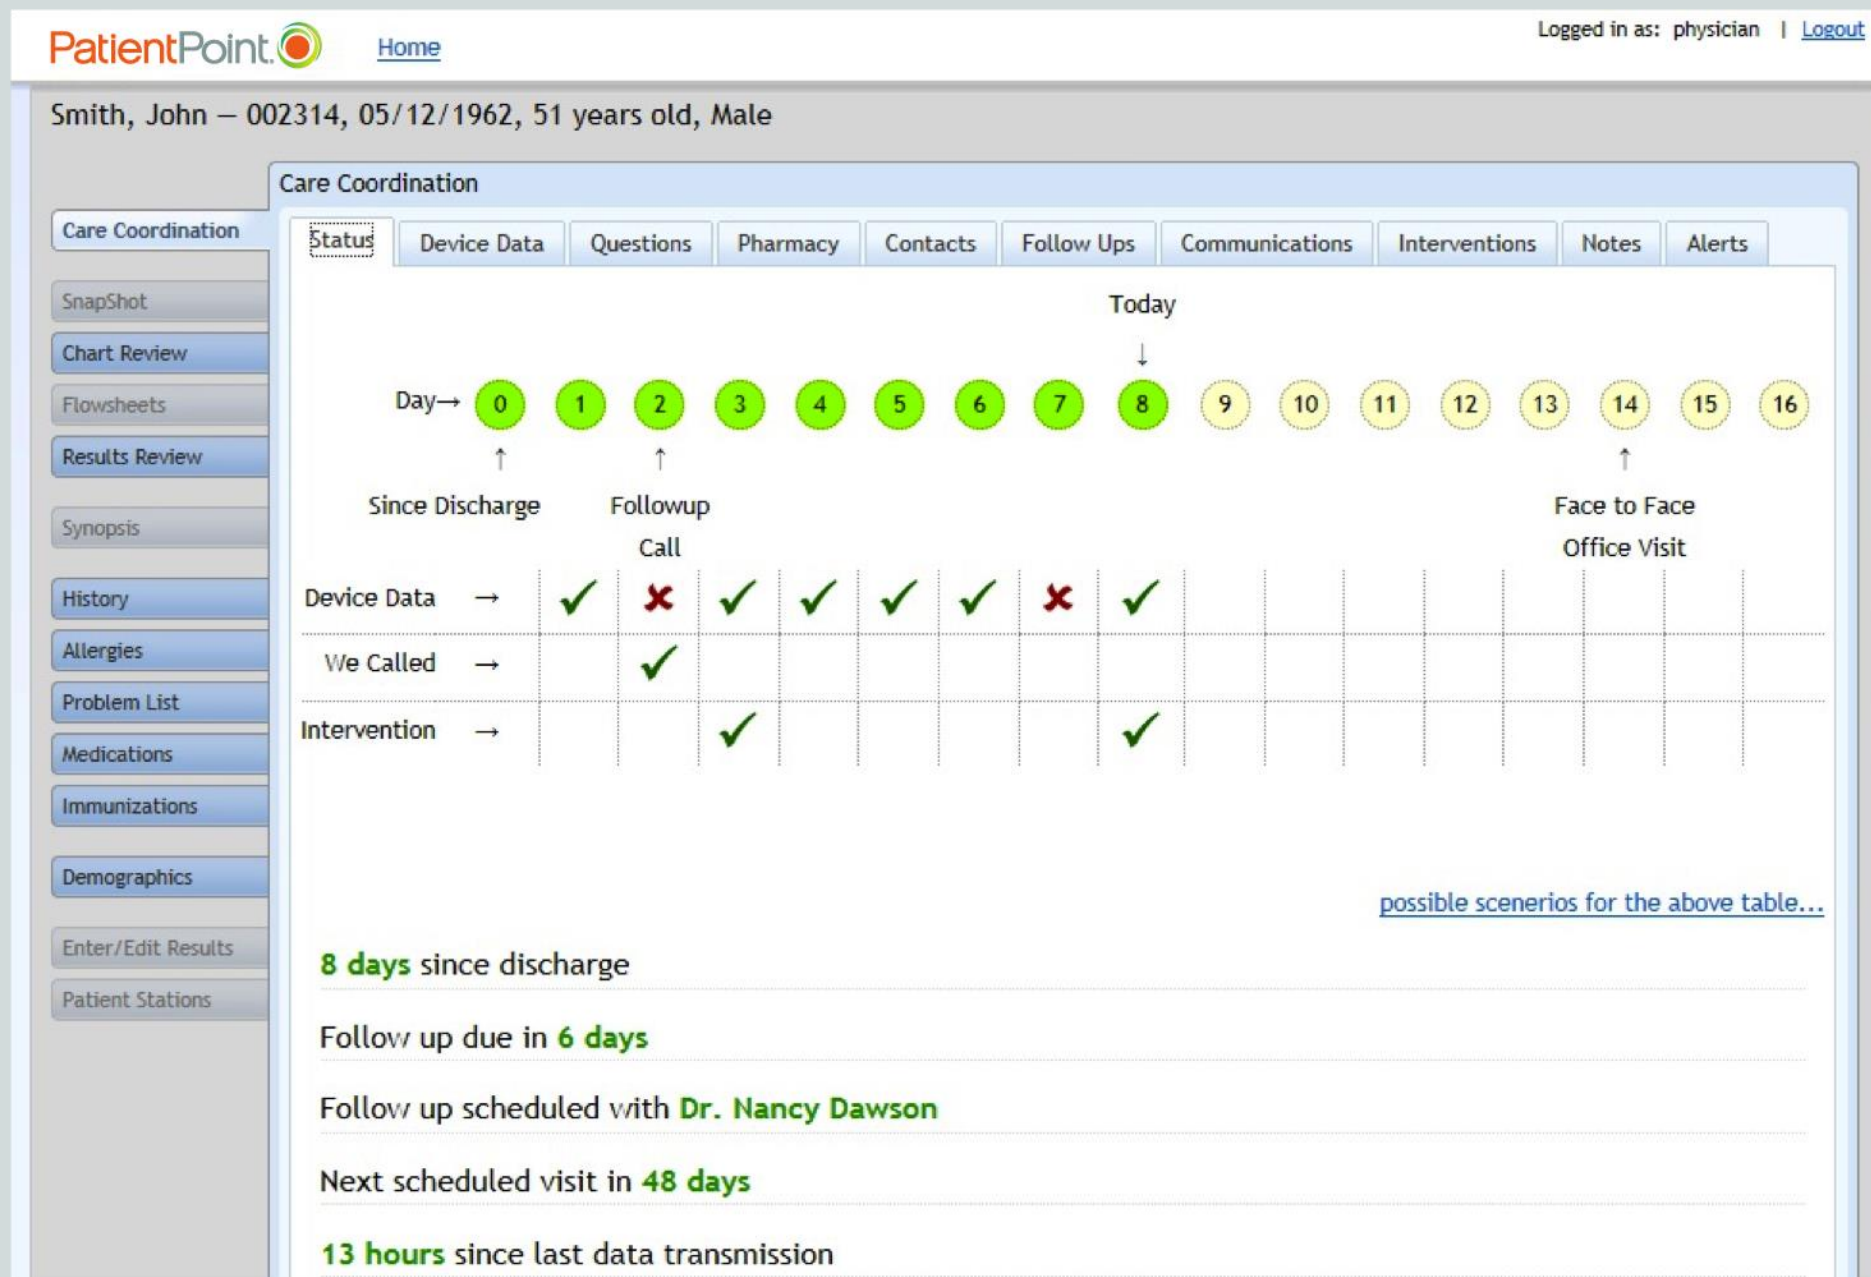 PatientPoint. Home Logged in as: physician | Logout
Smith, John — 002314, 05/12/1962, 51 years old, Male
Care Coordination
Care Coordination
SnapShot
Chart Review
Flowsheets
Results Review
Synopsis
History
Allergies
Problem List
Medications
Immunizations
Demographics
Enter/Edit Results
Patient Stations
Status Device Data Questions Pharmacy Contacts Follow Ups Communications Interventions Notes Alerts
Today
↓
Day→ 0 1 2 3 4 5 6 7 8 9 10 11 12 13 14 15 16
↑ ↑ ↑
Since Discharge Followup Face to Face
Call Office Visit
Device Data → ✓ ✘ ✓ ✓ ✓ ✓ ✘ ✓
We Called → ✓
Intervention → ✓ ✓
possible scenerios for the above table...
8 days since discharge
Follow up due in 6 days
Follow up scheduled with Dr. Nancy Dawson
Next scheduled visit in 48 days
13 hours since last data transmission